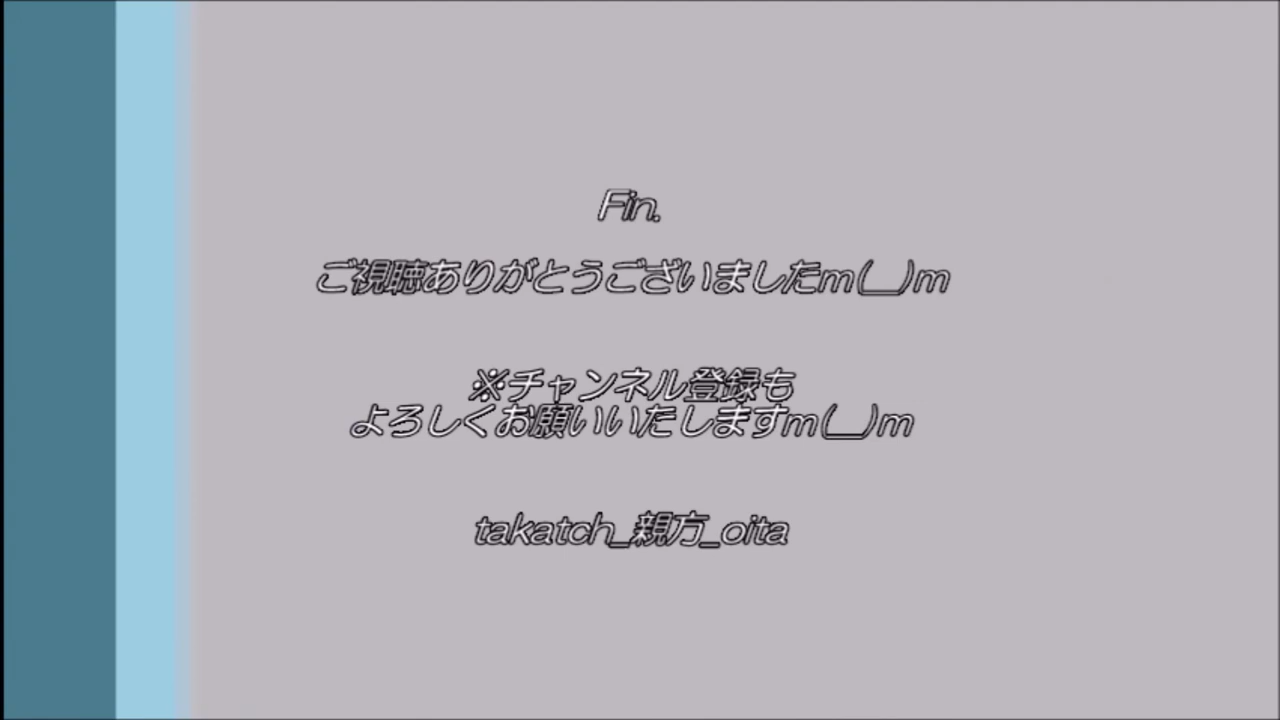 Fin.
ご視聴ありがとうございましたm(__)m
※チャンネル登録も
よろしくお願いいたしますm(__)m
takatch_親方_oita